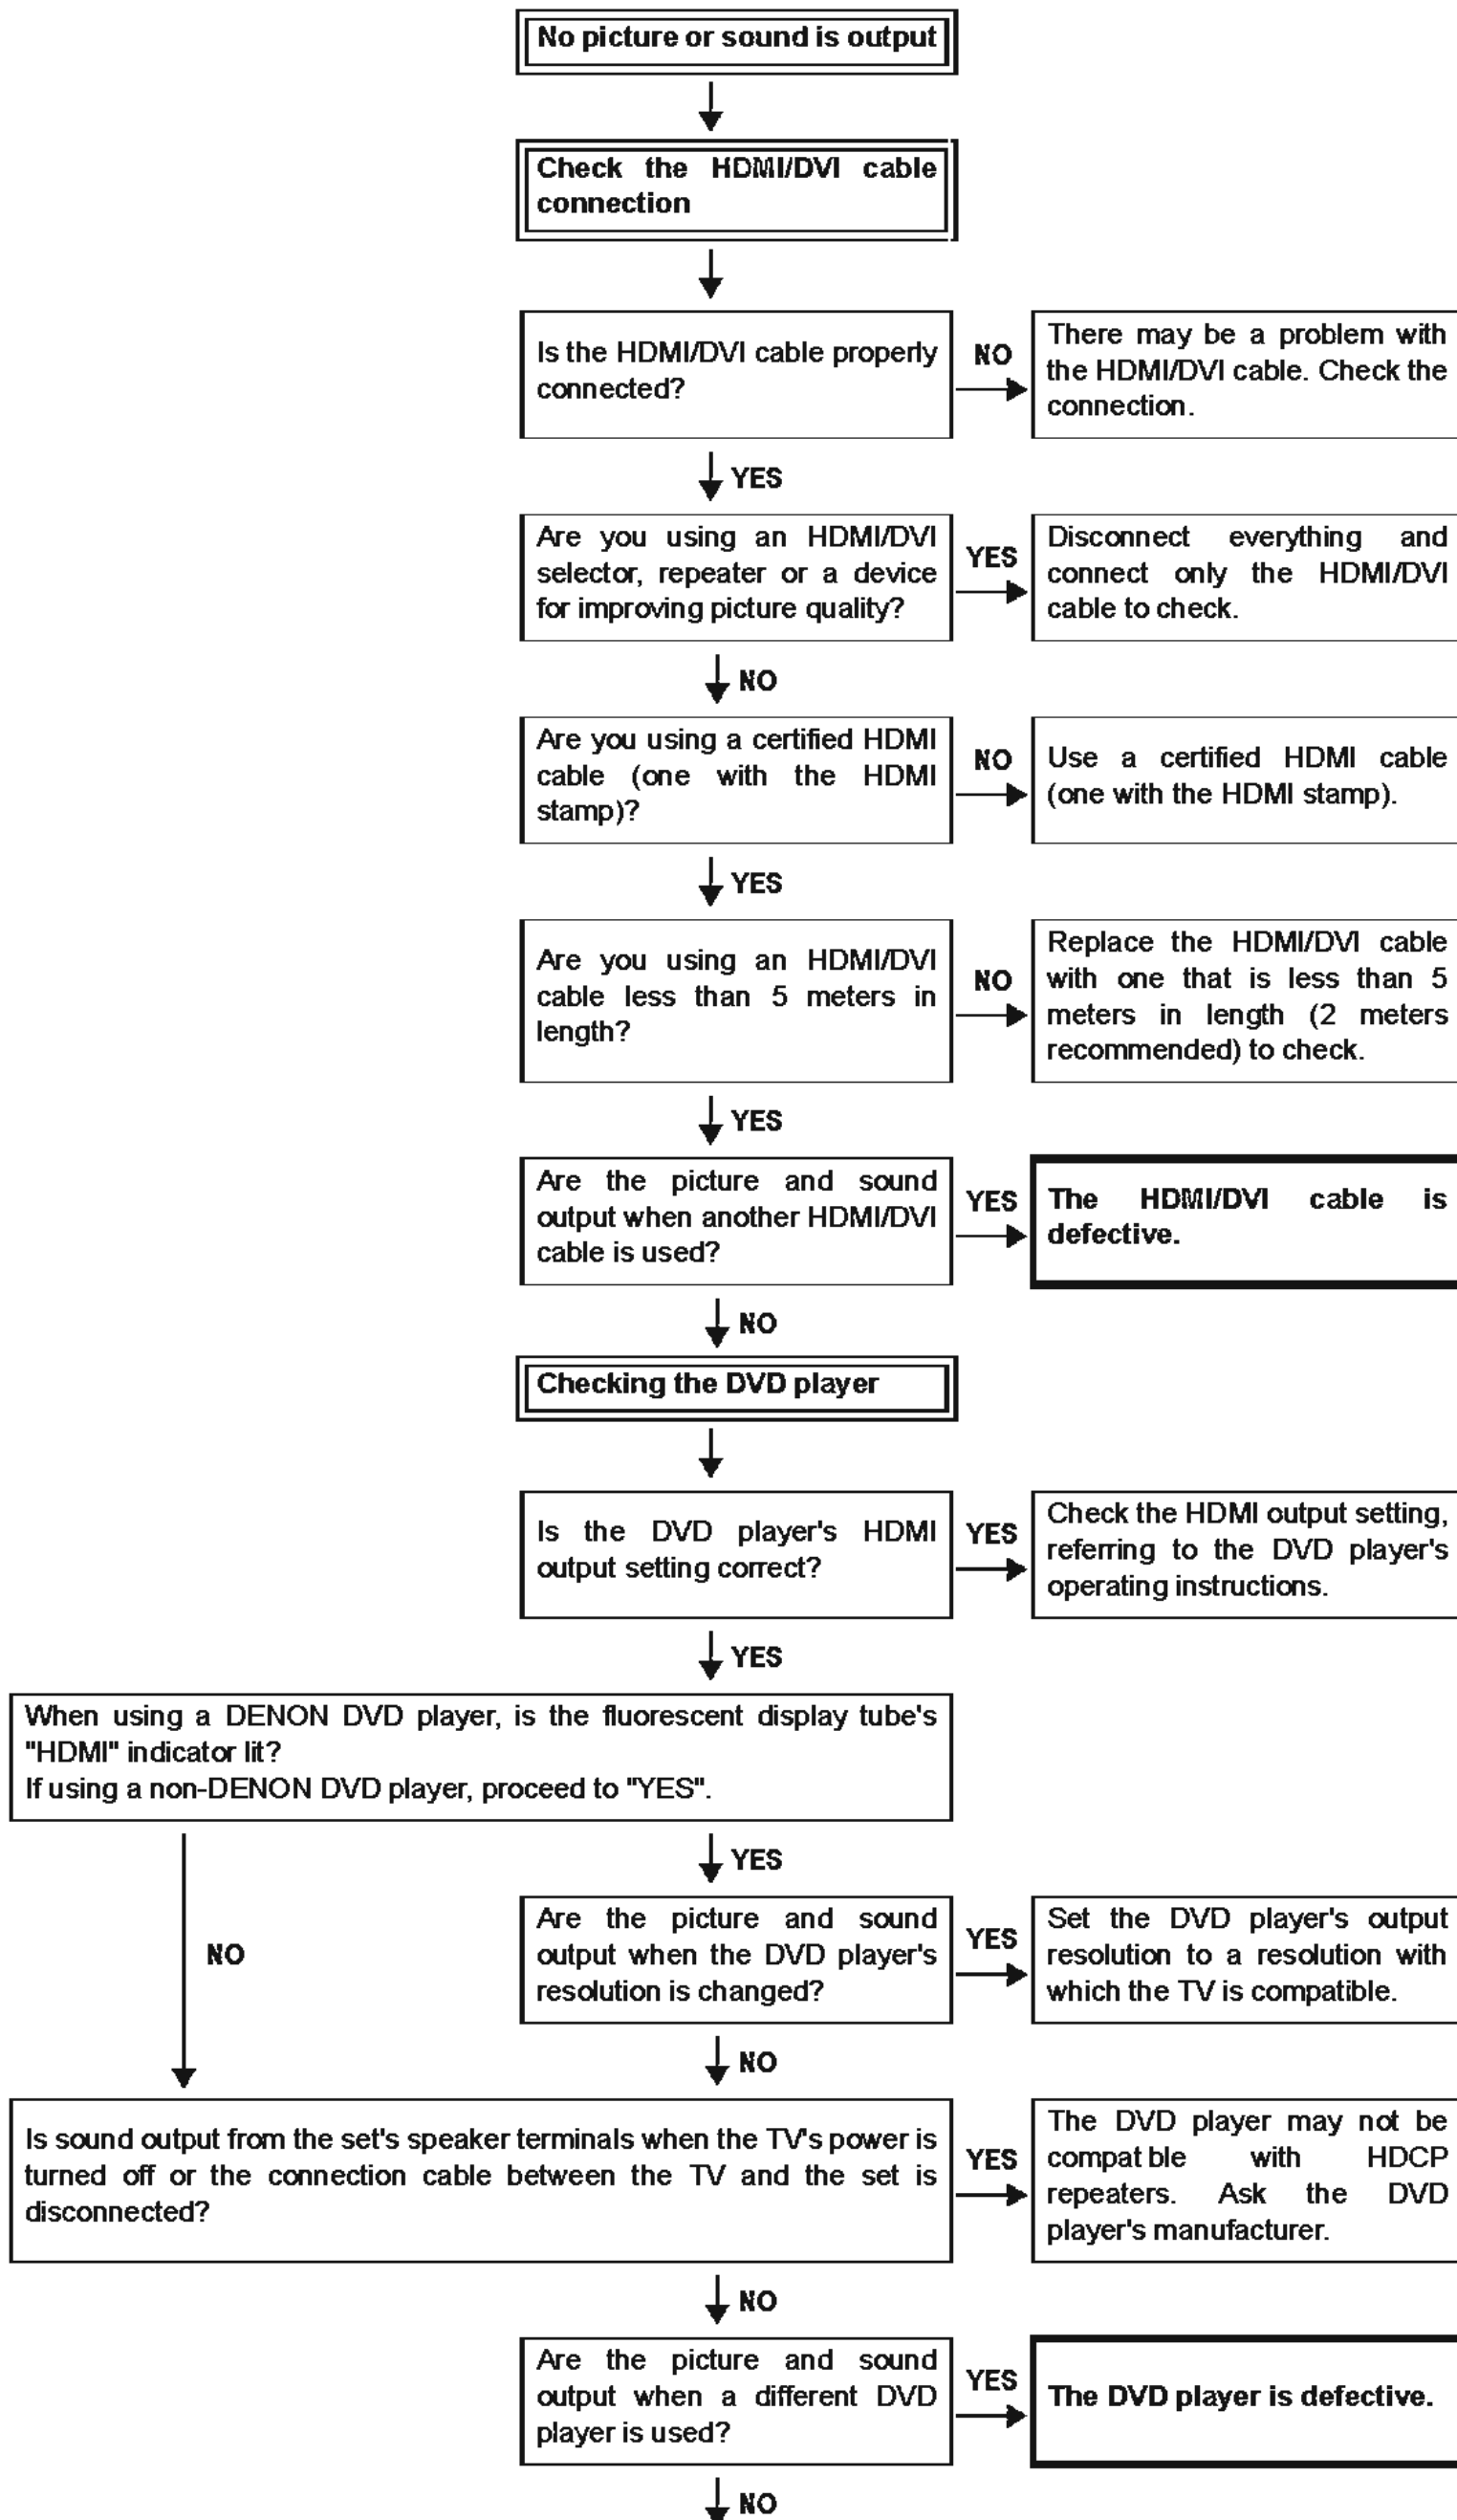 No picture or sound is output
Check the HDMI/DVI cable
connection
Is the HDMI/DVI cable properly
connected?
NO
There may be a problem with
the HDMI/DVI cable. Check the
connection.
YES
Are you using an HDMI/DVI
selector, repeater or a device
for improving picture quality?
YES
Disconnect everything and
connect only the HDMI/DVI
cable to check.
NO
Are you using a certified HDMI
cable (one with the HDMI
stamp)?
NO
Use a certified HDMI cable
(one with the HDMI stamp).
YES
Are you using an HDMI/DVI
cable less than 5 meters in
length?
NO
Replace the HDMI/DVI cable
with one that is less than 5
meters in length (2 meters
recommended) to check.
YES
Are the picture and sound
output when another HDMI/DVI
cable is used?
YES
The HDMI/DVI cable is
defective.
NO
Checking the DVD player
Is the DVD player's HDMI
output setting correct?
YES
Check the HDMI output setting,
referring to the DVD player's
operating instructions.
YES
When using a DENON DVD player, is the fluorescent display tube's
"HDMI" indicator lit?
If using a non-DENON DVD player, proceed to "YES".
YES
NO
Are the picture and sound
output when the DVD player's
resolution is changed?
YES
Set the DVD player's output
resolution to a resolution with
which the TV is compatible.
NO
Is sound output from the set's speaker terminals when the TV's power is
turned off or the connection cable between the TV and the set is
disconnected?
YES
The DVD player may not be
compat ble with HDCP
repeaters. Ask the DVD
player's manufacturer.
NO
Are the picture and sound
output when a different DVD
player is used?
YES
The DVD player is defective.
NO